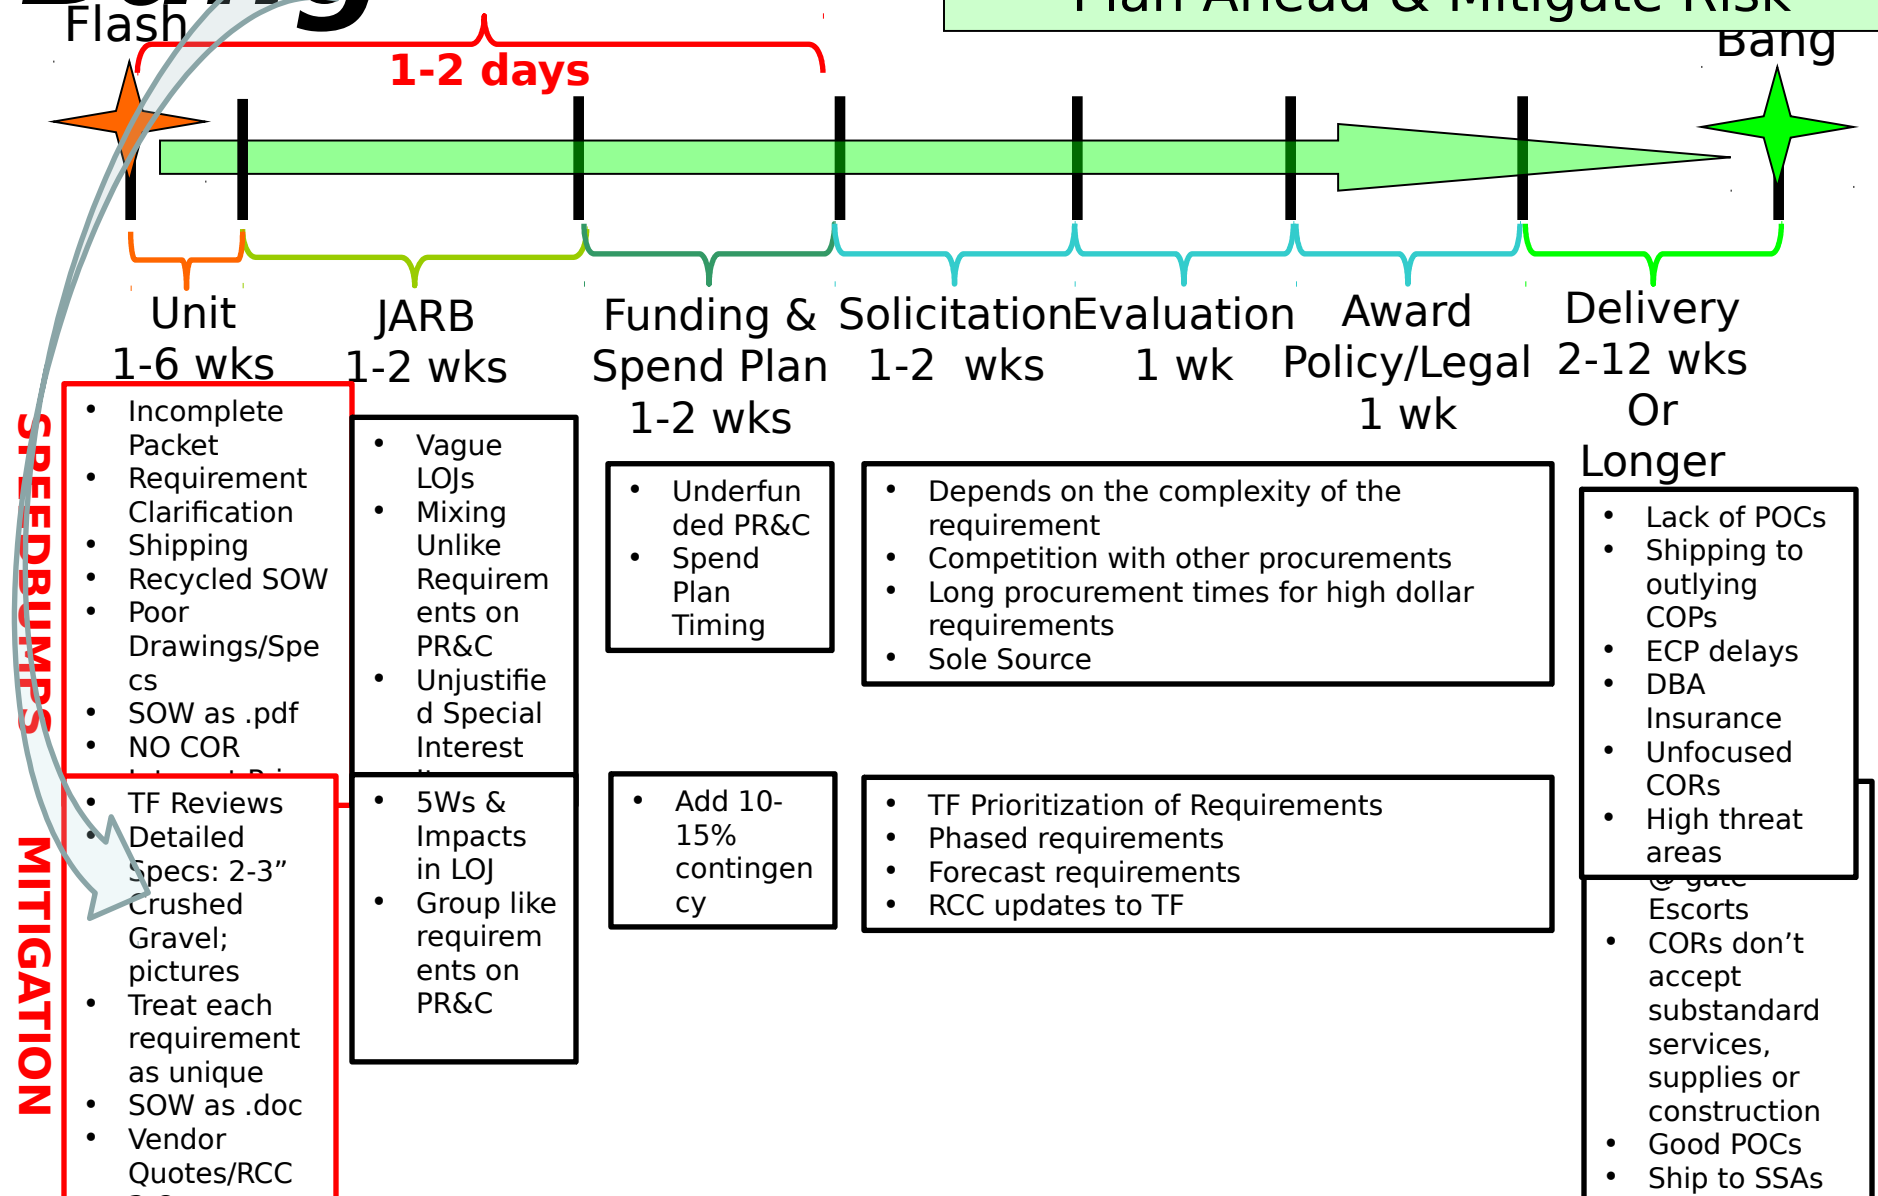 Bang
Plan Ahead & Mitigate Risk
Flash
Bang
1-2 days
Unit
1-6 wks
JARB
1-2 wks
Funding &
Spend Plan
1-2 wks
Solicitation
1-2 wks
Evaluation
1 wk
Award
Policy/Legal
1 wk
Delivery
2-12 wks
Or
Longer
SPEEDBUMPS
• Incomplete
Packet
• Requirement
Clarification
• Shipping
• Recycled SOW
• Poor
Drawings/Spe
cs
• SOW as .pdf
• NO COR
• Vague
LOJs
• Mixing
Unlike
Requirem
ents on
PR&C
• Unjustifie
d Special
Interest
• Underfun
ded PR&C
• Spend
Plan
Timing
• Depends on the complexity of the
requirement
• Competition with other procurements
• Long procurement times for high dollar
requirements
• Sole Source
• Lack of POCs
• Shipping to
outlying
COPs
• ECP delays
• DBA
Insurance
• Unfocused
CORs
• High threat
areas
MITIGATION
• TF Reviews
• Detailed
Specs: 2-3”
Crushed
Gravel;
pictures
• Treat each
requirement
as unique
• SOW as .doc
• Vendor
Quotes/RCC
• 5Ws &
Impacts
in LOJ
• Group like
requirem
ents on
PR&C
• Add 10-
15%
contingen
cy
• TF Prioritization of Requirements
• Phased requirements
• Forecast requirements
• RCC updates to TF
@ gate
Escorts
• CORs don’t
accept
substandard
services,
supplies or
construction
• Good POCs
• Ship to SSAs